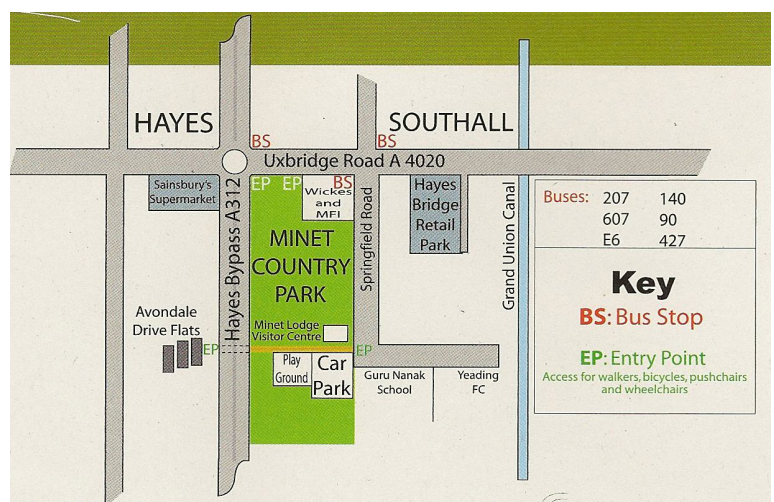 HAYES
SOUTHALL
BS
BS
Uxbridge Road A 4020
Sainsbury's
Supermarket
EP
EP
BS
Wickes
and
MFI
Hayes
Bridge
Retail
Park
Hayes Bypass A312
Springfield Road
Grand Union Canal
MINET
COUNTRY
PARK
Minet Lodge
Visitor Centre
Avondale
Drive Flats
EP
EP
Play
Ground
Car
Park
Guru Nanak
School
Yeading
FC
Buses: 207 140
607 90
E6 427
Key
BS: Bus Stop
EP: Entry Point
Access for walkers, bicycles, pushchairs
and wheelchairs